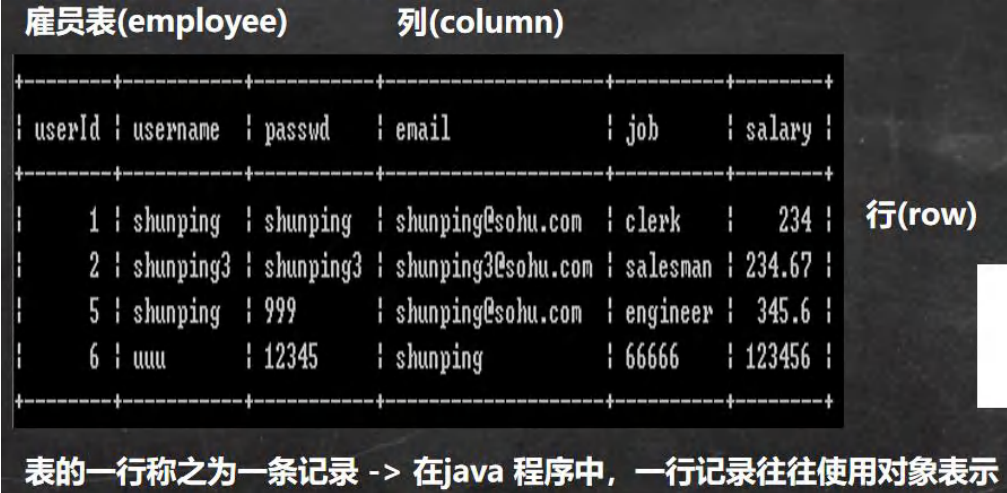 雇员表(employee) 列(column)
+--------+-----------+-----------+--------------------+----------+--------+
| userId | username | passwd | email | job | salary |
+--------+-----------+-----------+--------------------+----------+--------+
| 1 | shunping | shunping | shunping@sohu.com | clerk | 234 |
行(row)
| 2 | shunping3 | shunping3 | shunping3@sohu.com | salesman | 234.67 |
| 5 | shunping | 999 | shunping@sohu.com | engineer | 345.6 |
| 6 | uuu | 12345 | shunping | 66666 | 123456 |
+--------+-----------+-----------+--------------------+----------+--------+
表的一行称之为一条记录 -> 在java 程序中，一行记录往往使用对象表示